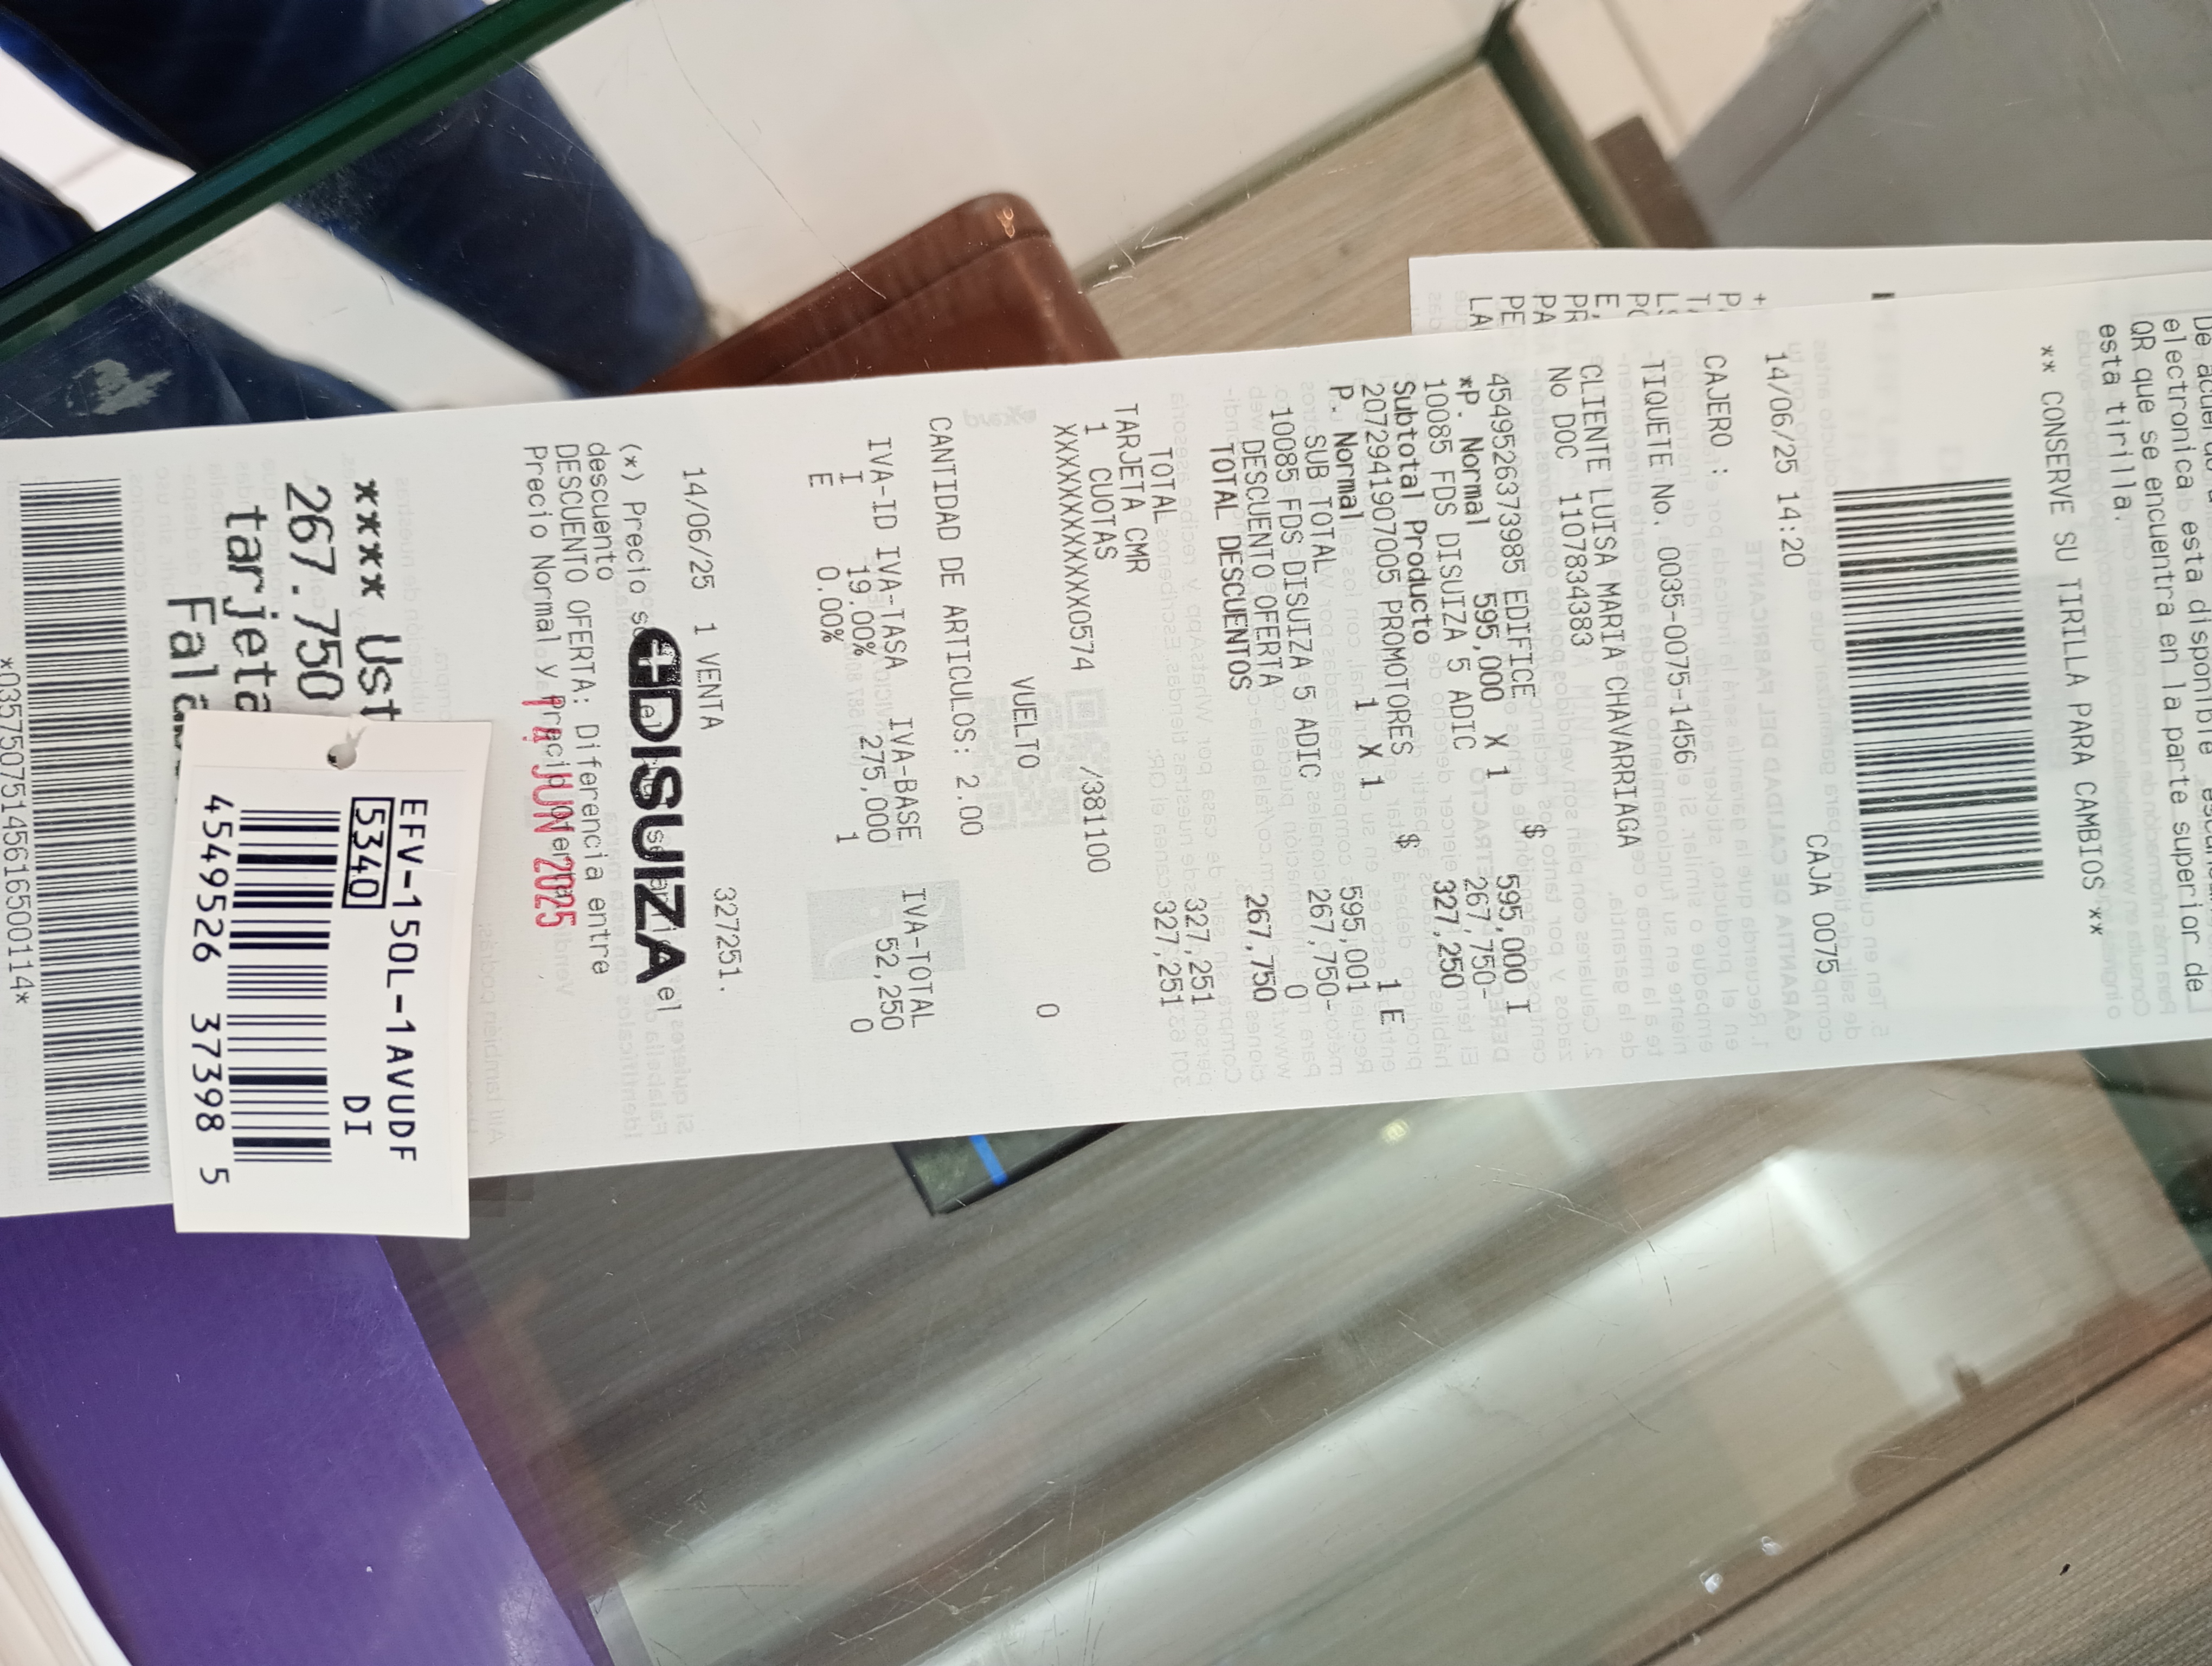 electronica esta disponible
QR que se encuentra en la parte superior de
esta tirilla.
** CONSERVE SU TIRILLA PARA CAMBIOS **
14/06/25 14:20 CAJA 0075
CAJERO :
TIQUETE No. 0035-0075-1456
CLIENTE LUISA MARIA CHAVARRIAGA
No DOC 1107834383
4549526373985 EDIFICE $ 595,000 I
*P. Normal 595,000 X 1 267,750-
10085 FDS DISUIZA 5 ADIC 327,250
Subtotal Producto
2072941907005 PROMOTORES $ 1 E
P. Normal 1 X 1
SUB TOTAL 595,001
10085 FDS DISUIZA 5 ADIC 267,750-
DESCUENTO OFERTA 0
TOTAL DESCUENTOS 267,750
TOTAL 327,251
TARJETA CMR 327,251
1 CUOTAS
XXXXXXXXXXXX0574 /381100
VUELTO 0
CANTIDAD DE ARTICULOS: 2.00
IVA-ID IVA-TASA IVA-BASE IVA-TOTAL
I 19.00% 275,000 52,250
E 0.00% 1 0
14/06/25 1 VENTA 327251.
DISUIZA
(*) Precio el
descuento
DESCUENTO OFERTA: Diferencia entre
Precio Normal y Precio Oferta
14 JUN 2025
**** Ust
267.750
tarjeta
*03575075145616500114*
EFV-150L-1AVUDF
5340 DI
4549526 37398 5